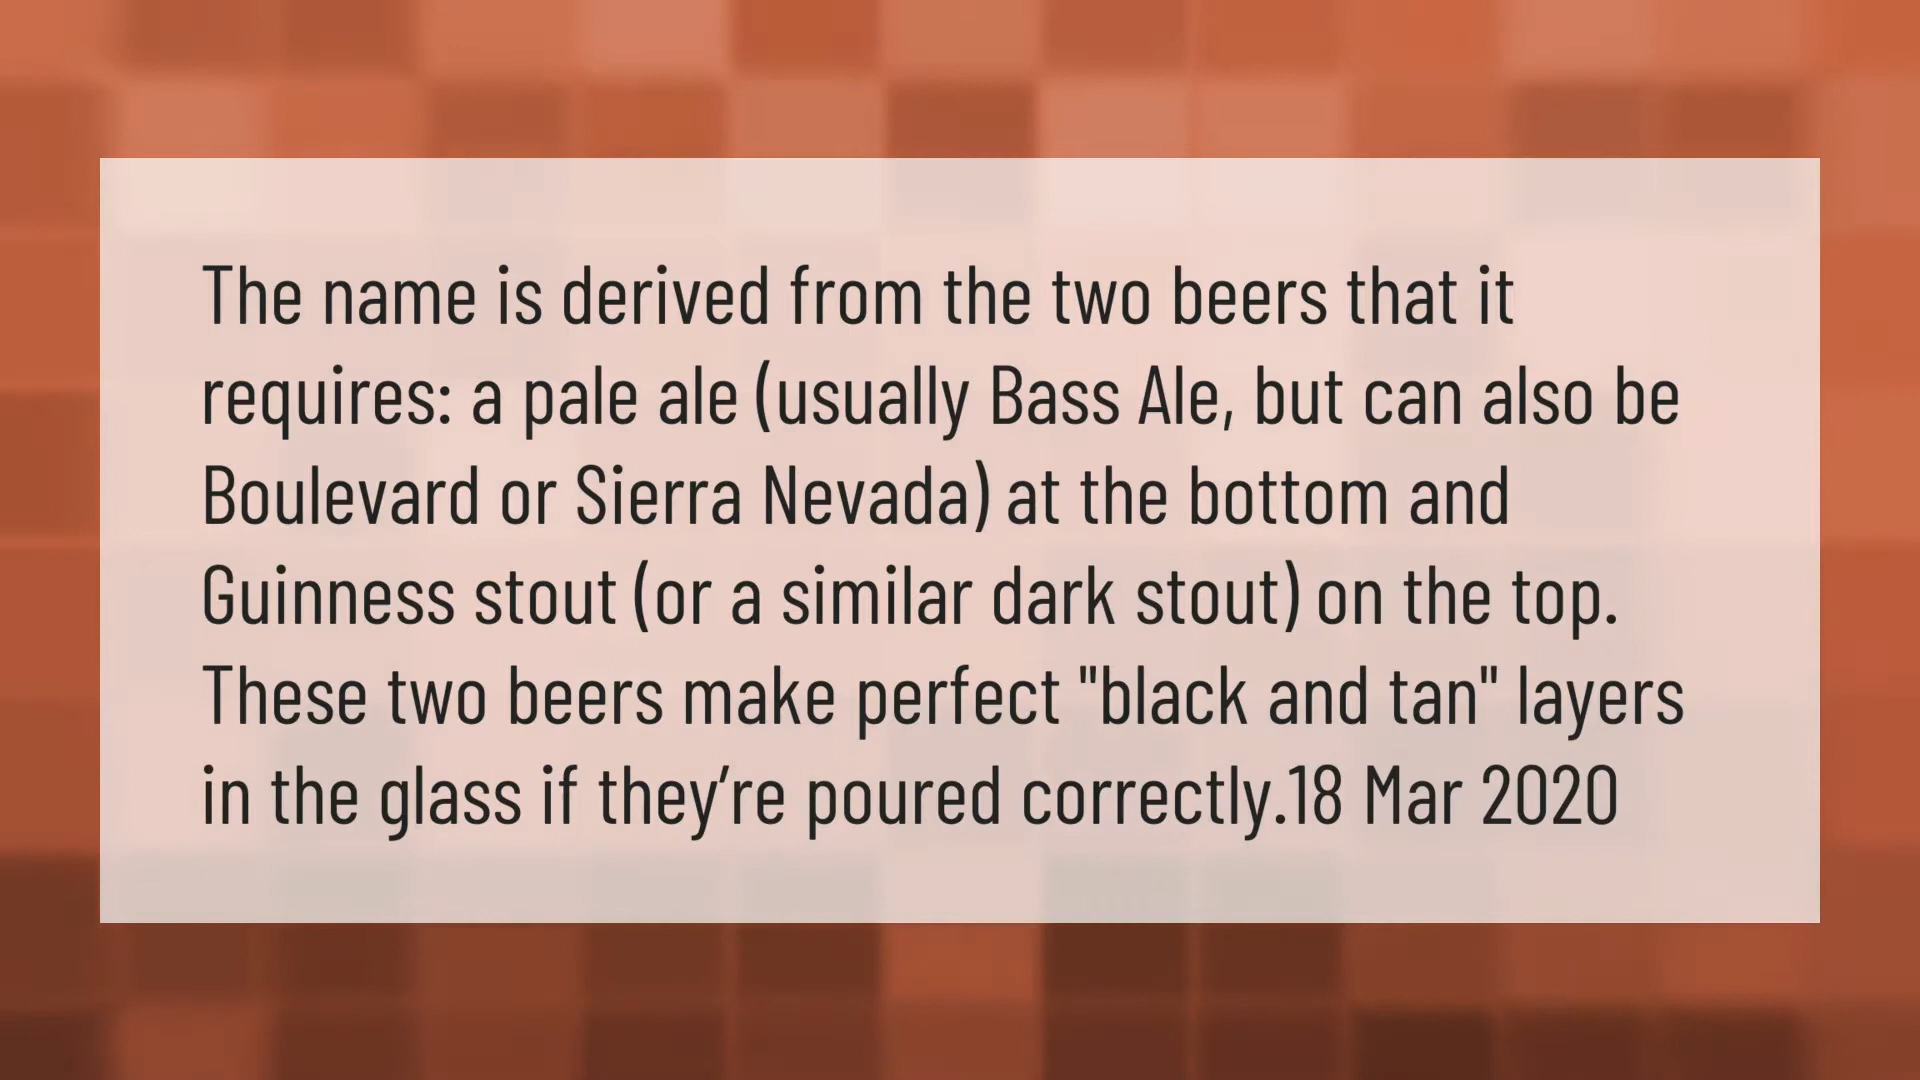 The name is derived from the two beers that it
requires: a pale ale (usually Bass Ale, but can also be
Boulevard or Sierra Nevada) at the bottom and
Guinness stout (or a similar dark stout) on the top.
These two beers make perfect "black and tan" layers
in the glass if they’re poured correctly.18 Mar 2020